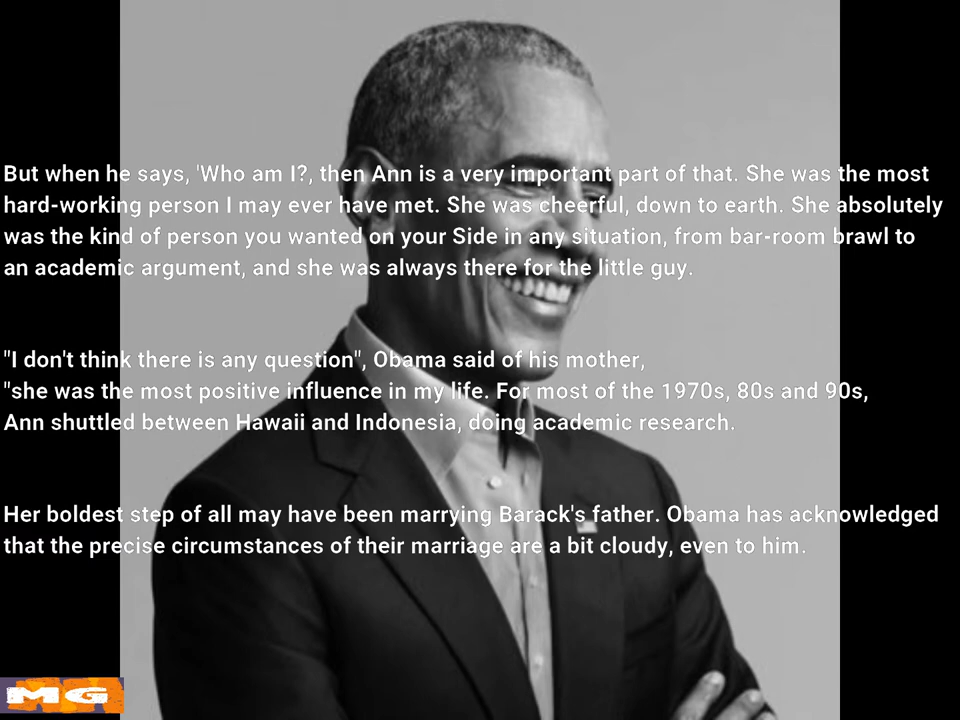 But when he says, 'Who am I?, then Ann is a very important part of that. She was the most
hard-working person I may ever have met. She was cheerful, down to earth. She absolutely
was the kind of person you wanted on your Side in any situation, from bar-room brawl to
an academic argument, and she was always there for the little guy.
"I don't think there is any question", Obama said of his mother,
"she was the most positive influence in my life. For most of the 1970s, 80s and 90s,
Ann shuttled between Hawaii and Indonesia, doing academic research.
Her boldest step of all may have been marrying Barack's father. Obama has acknowledged
that the precise circumstances of their marriage are a bit cloudy, even to him.
MG